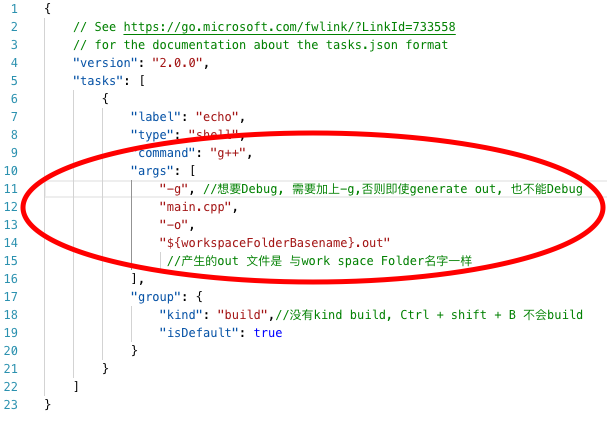 1 {
2 // See https://go.microsoft.com/fwlink/?LinkId=733558
3 // for the documentation about the tasks.json format
4 "version": "2.0.0",
5 "tasks": [
6 {
7 "label": "echo",
8 "type": "shell",
9 "command": "g++",
10 "args": [
11 "-g", //想要Debug, 需要加上-g,否则即使generate out, 也不能Debug
12 "main.cpp",
13 "-o",
14 "${workspaceFolderBasename}.out"
15 //产生的out 文件是 与work space Folder名字一样
16 ],
17 "group": {
18 "kind": "build",//没有kind build, Ctrl + shift + B 不会build
19 "isDefault": true
20 }
21 }
22 ]
23 }